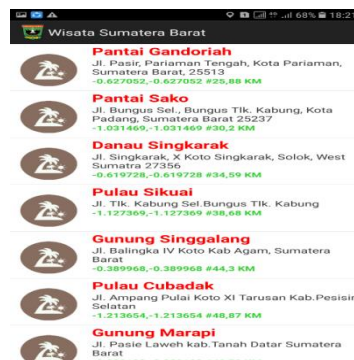 68% 18:21
Wisata Sumatera Barat
Pantai Gandoriah
Jl. Pasir, Pariaman Tengah, Kota Pariaman,
Sumatera Barat, 25513
-0.627052,-0.627052 #25,88 KM
Pantai Sako
Jl. Bungus Sel., Bungus Tlk. Kabung, Kota
Padang, Sumatera Barat 25237
-1.031469,-1.031469 #30,2 KM
Danau Singkarak
Jl. Singkarak, X Koto Singkarak, Solok, West
Sumatra 27356
-0.619728,-0.619728 #34,59 KM
Pulau Sikuai
Jl. Tlk. Kabung Sel.Bungus Tlk. Kabung
-1.127369,-1.127369 #38,68 KM
Gunung Singgalang
Jl. Balingka IV Koto Kab Agam, Sumatera
Barat
-0.389968,-0.389968 #44,3 KM
Pulau Cubadak
Jl. Ampang Pulai Koto XI Tarusan Kab.Pesisir
Selatan
-1.213654,-1.213654 #48,87 KM
Gunung Marapi
Jl. Pasie Laweh kab.Tanah Datar Sumatera
Barat